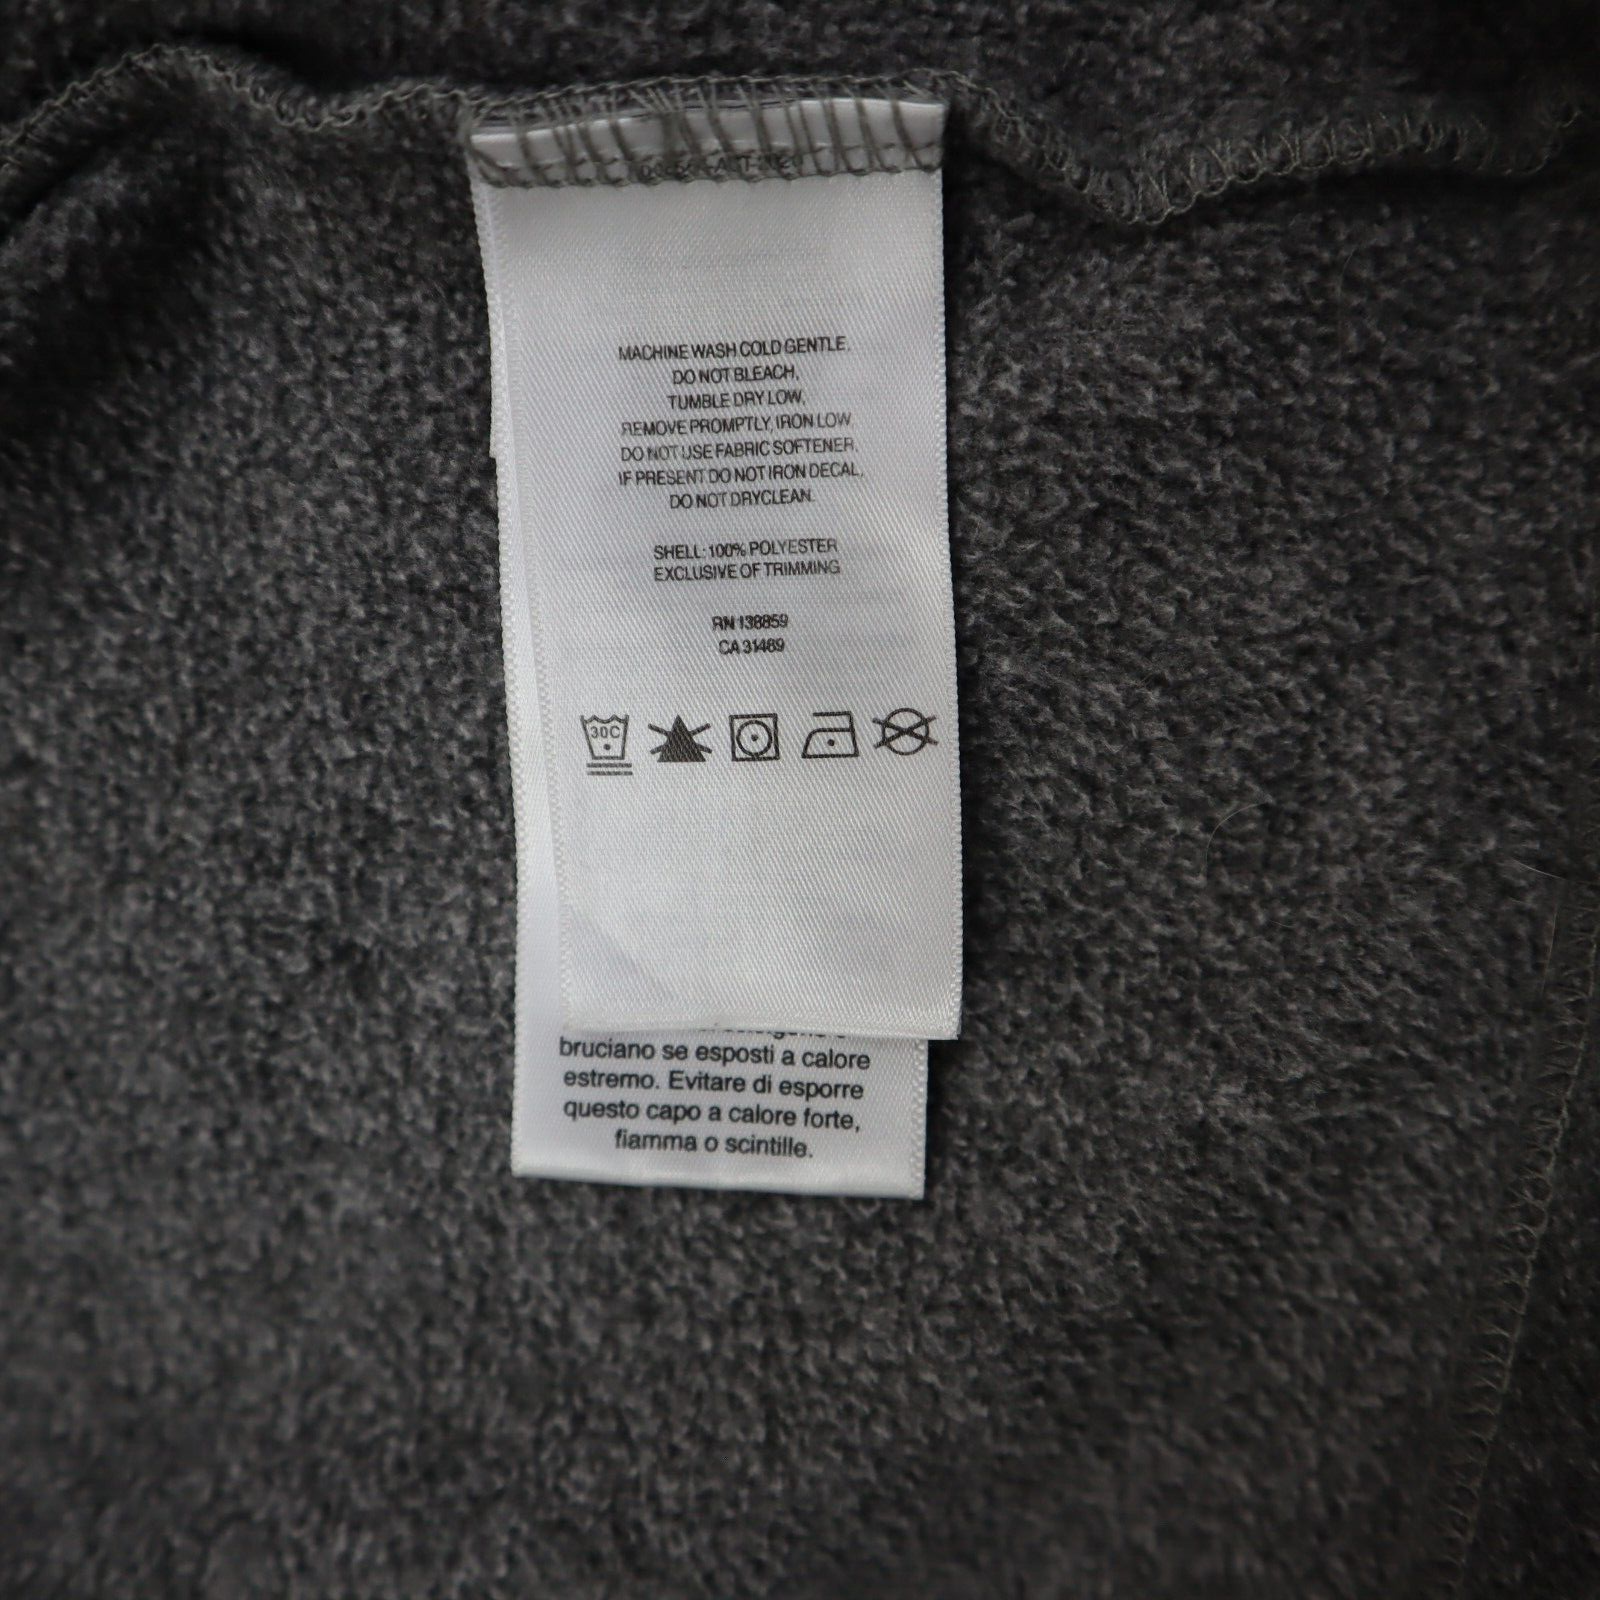 MACHINE WASH COLD GENTLE,
DO NOT BLEACH,
TUMBLE DRY LOW,
REMOVE PROMPTLY, IRON LOW
DO NOT USE FABRIC SOFTENER,
IF PRESENT DO NOT IRON DECAL,
DO NOT DRYCLEAN.
SHELL: 100% POLYESTER
EXCLUSIVE OF TRIMMING
RN 138859
CA 31489
30C
bruciano se esposti a calore
estremo. Evitare di esporre
questo capo a calore forte,
fiamma o scintille.